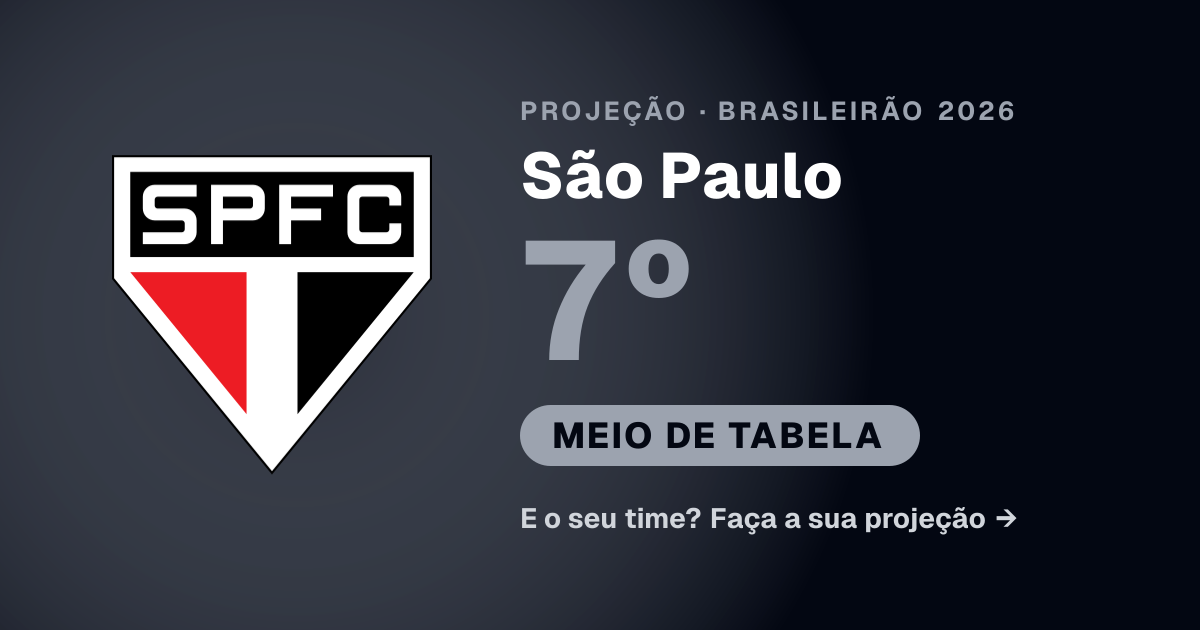 SPFC
PROJEÇÃO · BRASILEIRÃO 2026
São Paulo
7º
MEIO DE TABELA
E o seu time? Faça a sua projeção →